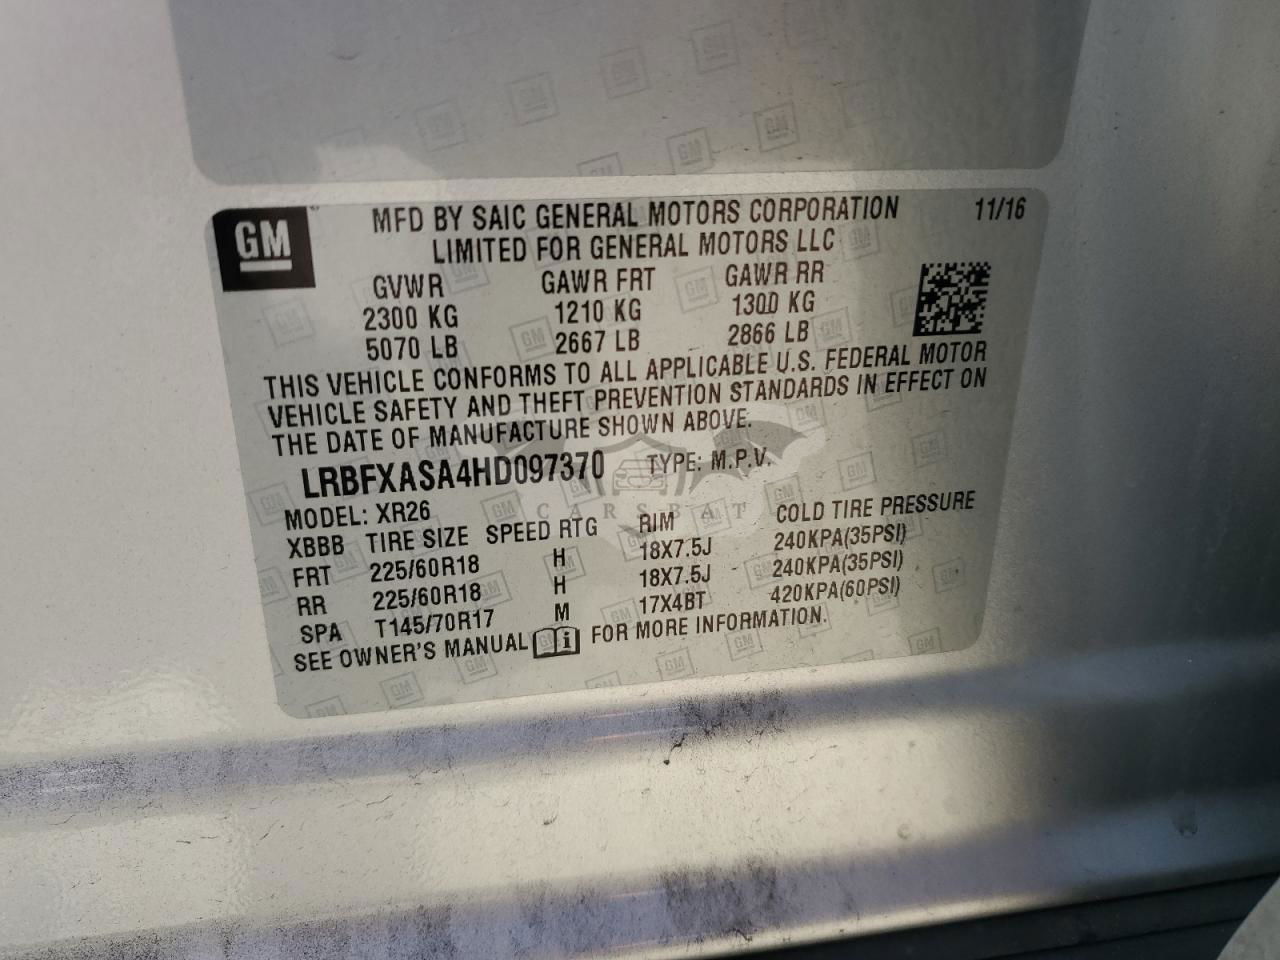 GM
MFD BY SAIC GENERAL MOTORS CORPORATION 11/16
LIMITED FOR GENERAL MOTORS LLC
GVWR GAWR FRT GAWR RR
2300 KG 1210 KG 1300 KG
5070 LB 2667 LB 2866 LB
THIS VEHICLE CONFORMS TO ALL APPLICABLE U.S. FEDERAL MOTOR
VEHICLE SAFETY AND THEFT PREVENTION STANDARDS IN EFFECT ON
THE DATE OF MANUFACTURE SHOWN ABOVE.
LRBFXASA4HD097370 TYPE: M.P.V.
CARSBAT
MODEL: XR26
XBBB TIRE SIZE SPEED RTG RIM COLD TIRE PRESSURE
FRT 225/60R18 H 18X7.5J 240KPA(35PSI)
RR 225/60R18 H 18X7.5J 240KPA(35PSI)
SPA T145/70R17 M 17X4BT 420KPA(60PSI)
SEE OWNER'S MANUAL i FOR MORE INFORMATION.